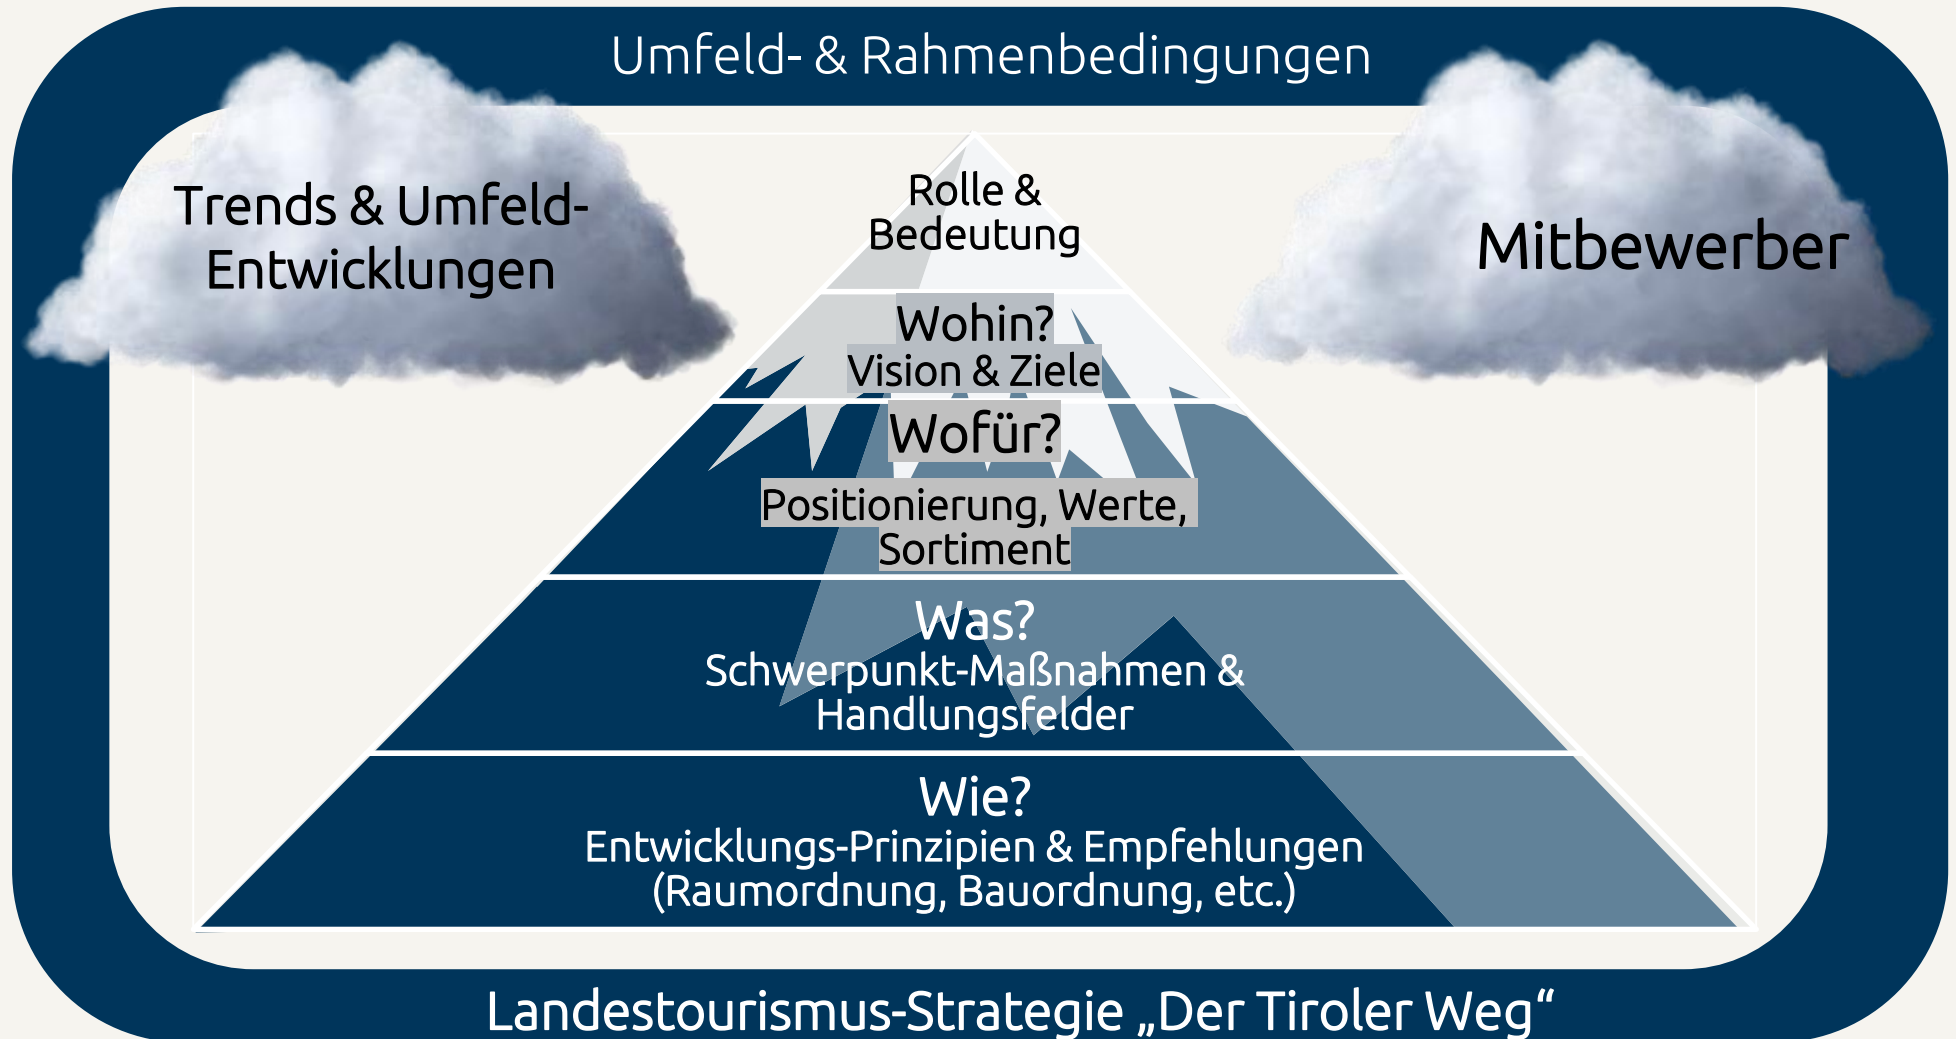 Umfeld- & Rahmenbedingungen
Trends & Umfeld-
Entwicklungen
Mitbewerber
Rolle &
Bedeutung
Wohin?
Vision & Ziele
Wofür?
Positionierung, Werte,
Sortiment
Was?
Schwerpunkt-Maßnahmen &
Handlungsfelder
Wie?
Entwicklungs-Prinzipien & Empfehlungen
(Raumordnung, Bauordnung, etc.)
Landestourismus-Strategie „Der Tiroler Weg“